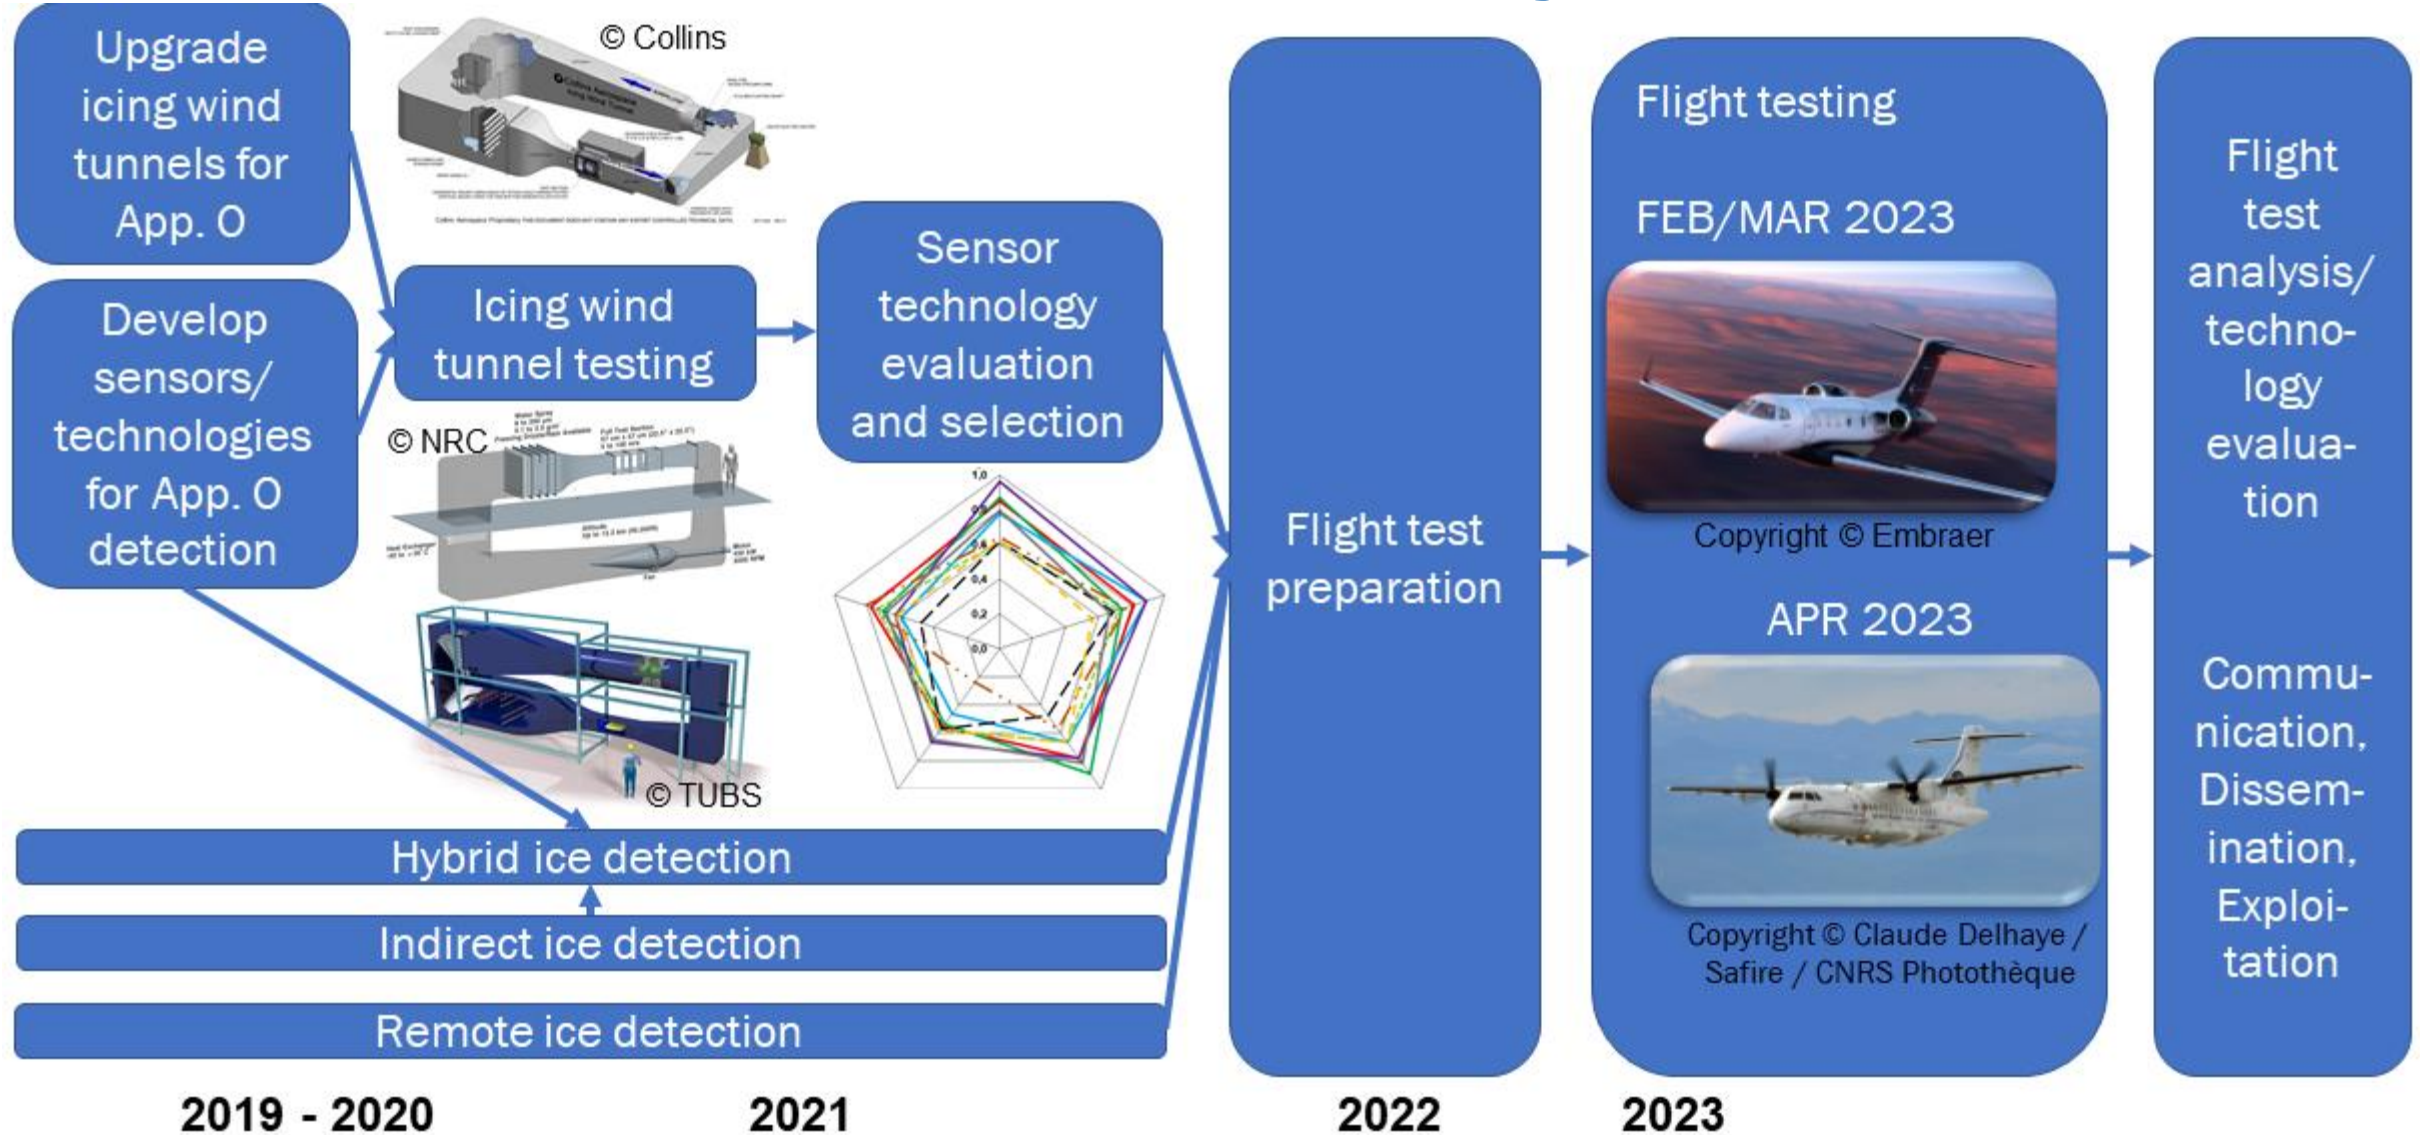 Upgrade
icing wind
tunnels for
App. O
Develop
sensors/
technologies
for App. O
detection
© Collins
Icing wind
tunnel testing
© NRC
© TUBS
Sensor
technology
evaluation
and selection
1,0
0,4
0,2
0,0
Hybrid ice detection
Indirect ice detection
Remote ice detection
Flight test
preparation
Flight testing
FEB/MAR 2023
Copyright © Embraer
APR 2023
Copyright © Claude Delhaye /
Safire / CNRS Photothèque
Flight
test
analysis/
techno-
logy
evalua-
tion
Commu-
nication,
Dissem-
ination,
Exploi-
tation
2019 - 2020
2021
2022
2023